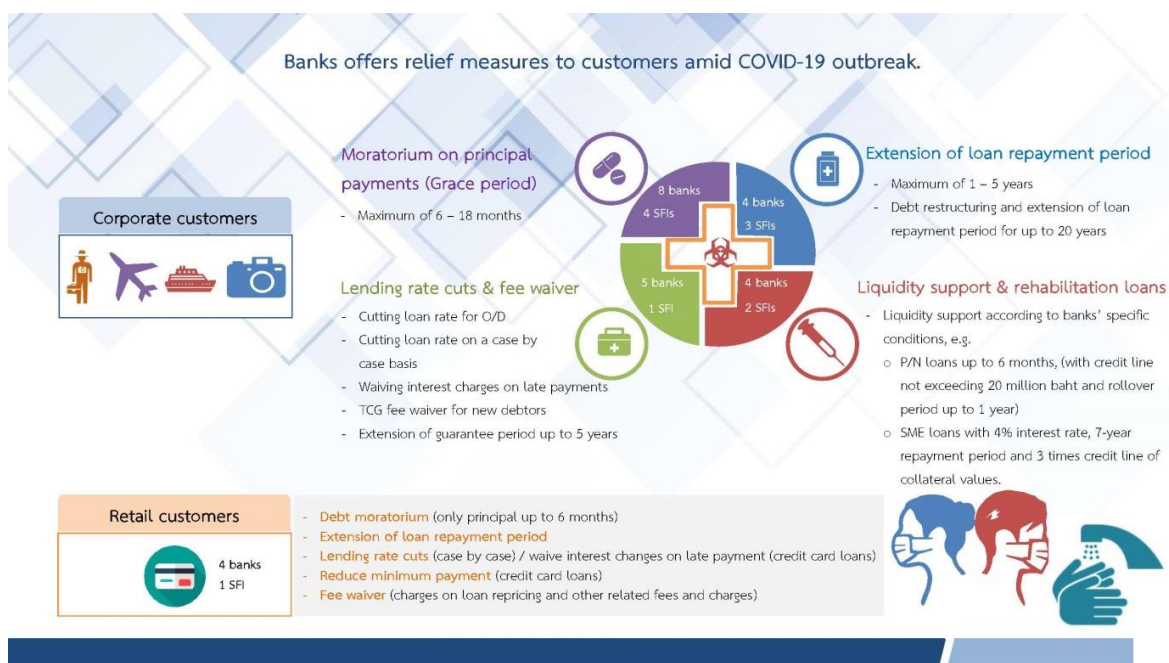 Banks offers relief measures to customers amid COVID-19 outbreak.
Corporate customers
Moratorium on principal
payments (Grace period)
- Maximum of 6 – 18 months
8 banks
4 SFIs
4 banks
3 SFIs
5 banks
1 SFI
4 banks
2 SFIs
Extension of loan repayment period
- Maximum of 1 – 5 years
- Debt restructuring and extension of loan
repayment period for up to 20 years
Lending rate cuts & fee waiver
- Cutting loan rate for O/D
- Cutting loan rate on a case by
case basis
- Waiving interest charges on late payments
- TCG fee waiver for new debtors
- Extension of guarantee period up to 5 years
Liquidity support & rehabilitation loans
- Liquidity support according to banks' specific
conditions, e.g.
o P/N loans up to 6 months, (with credit line
not exceeding 20 million baht and rollover
period up to 1 year)
o SME loans with 4% interest rate, 7-year
repayment period and 3 times credit line of
collateral values.
Retail customers
4 banks
1 SFI
- Debt moratorium (only principal up to 6 months)
- Extension of loan repayment period
- Lending rate cuts (case by case) / waive interest changes on late payment (credit card loans)
- Reduce minimum payment (credit card loans)
- Fee waiver (charges on loan repricing and other related fees and charges)